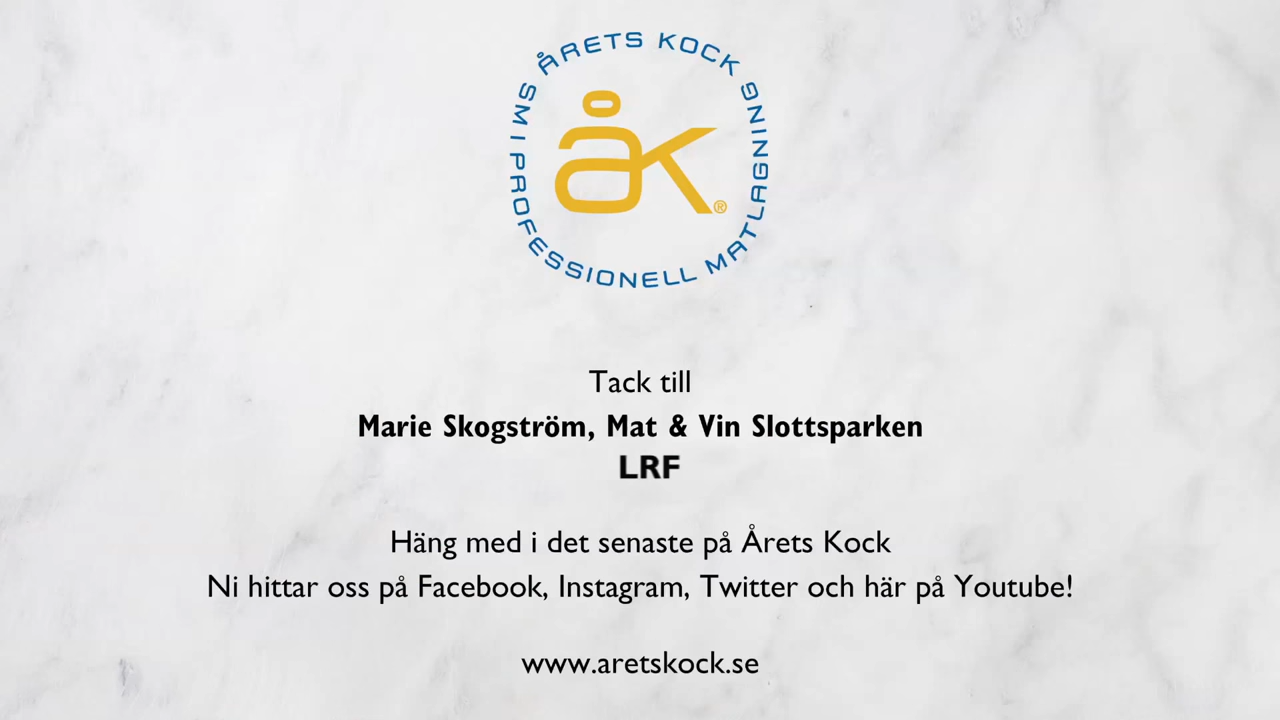 ÅRETS KOCK
SM I PROFESSIONELL MATLAGNING
åK®
Tack till
Marie Skogström, Mat & Vin Slottsparken
LRF
Häng med i det senaste på Årets Kock
Ni hittar oss på Facebook, Instagram, Twitter och här på Youtube!
www.aretskock.se